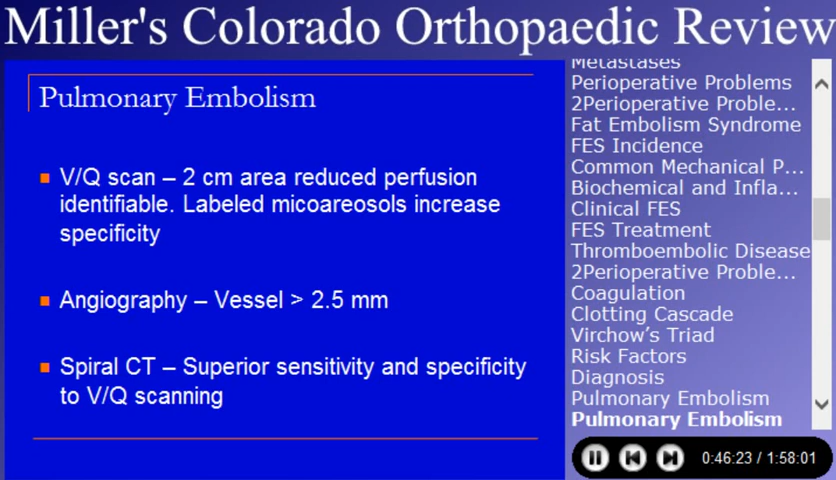 Miller's Colorado Orthopaedic Review
Pulmonary Embolism
V/Q scan – 2 cm area reduced perfusion
identifiable. Labeled micoareosols increase
specificity
Angiography – Vessel > 2.5 mm
Spiral CT – Superior sensitivity and specificity
to V/Q scanning
Metastases
Perioperative Problems
2Perioperative Proble...
Fat Embolism Syndrome
FES Incidence
Common Mechanical P...
Biochemical and Infla...
Clinical FES
FES Treatment
Thromboembolic Disease
2Perioperative Proble...
Coagulation
Clotting Cascade
Virchow's Triad
Risk Factors
Diagnosis
Pulmonary Embolism
Pulmonary Embolism
0:46:23 / 1:58:01